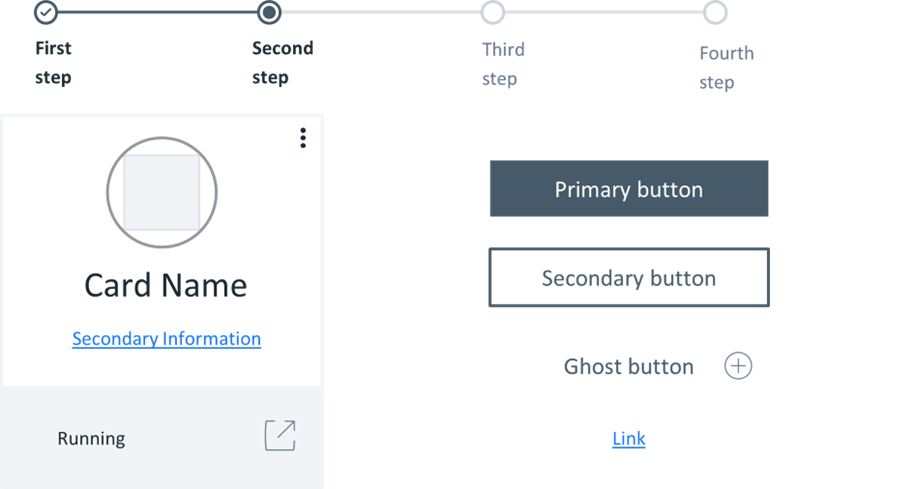 First
step
Second
step
Third
step
Fourth
step
Card Name
Secondary Information
Running
Primary button
Secondary button
Ghost button
Link